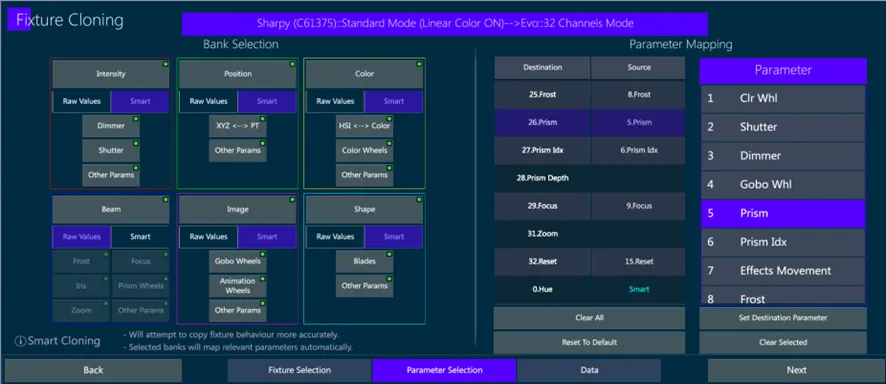 Fixture Cloning
Sharpy (C61375)::Standard Mode (Linear Color ON)-->Evo::32 Channels Mode
Bank Selection
Intensity
Raw Values Smart
Dimmer
Shutter
Other Params
Position
Raw Values Smart
XYZ <--> PT
Other Params
Color
Raw Values Smart
HSI <--> Color
Color Wheels
Other Params
Beam
Raw Values Smart
Frost Focus
Iris Prism Wheels
Zoom Other Params
Image
Raw Values Smart
Gobo Wheels
Animation
Wheels
Other Params
Shape
Raw Values Smart
Blades
Other Params
Smart Cloning
- Will attempt to copy fixture behaviour more accurately.
- Selected banks will map relevant parameters automatically.
Parameter Mapping
Destination Source
25.Frost 8.Frost
26.Prism 5.Prism
27.Prism Idx 6.Prism Idx
28.Prism Depth
29.Focus 9.Focus
31.Zoom
32.Reset 15.Reset
0.Hue Smart
Clear All
Reset To Default
Parameter
1 Clr Whl
2 Shutter
3 Dimmer
4 Gobo Whl
5 Prism
6 Prism Idx
7 Effects Movement
8 Frost
Set Destination Parameter
Clear Selected
Back Fixture Selection Parameter Selection Data Next